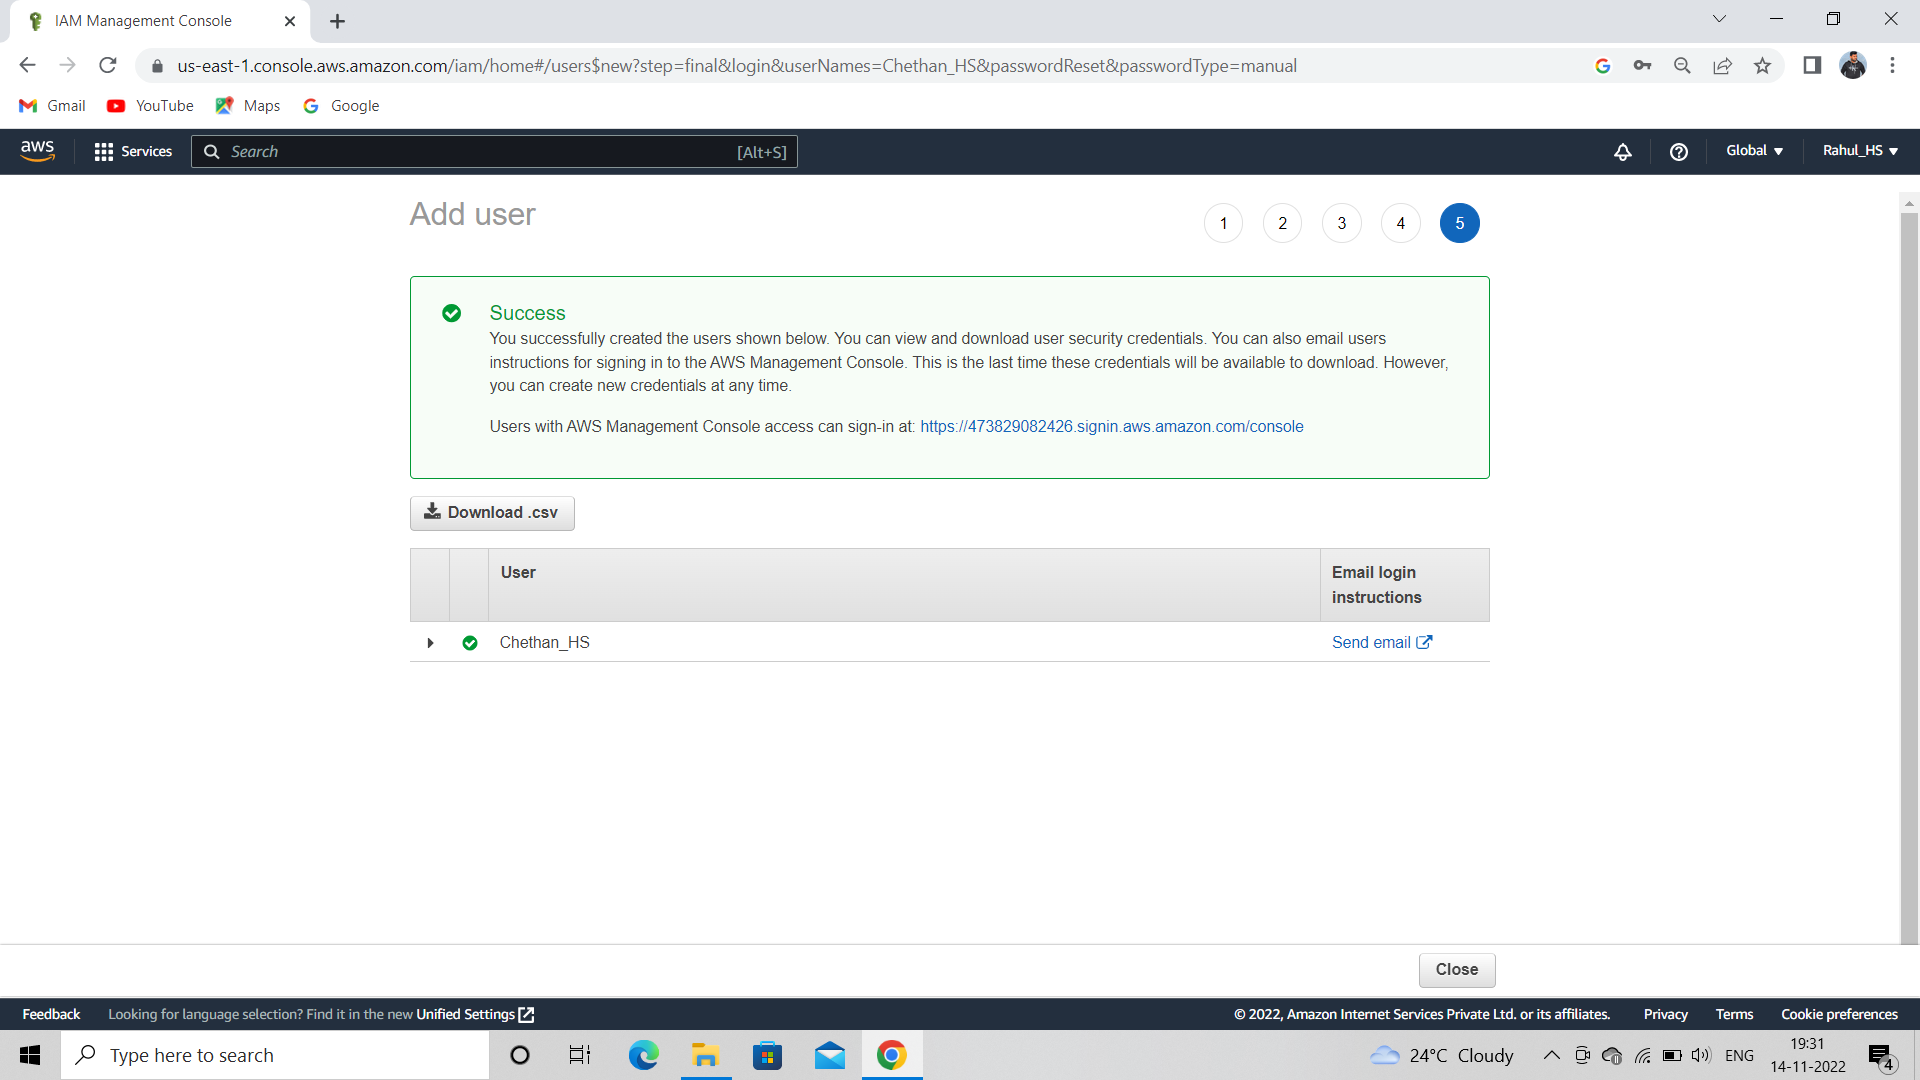 IAM Management Console
us-east-1.console.aws.amazon.com/iam/home#/users$new?step=final&login&userNames=Chethan_HS&passwordReset&passwordType=manual
Gmail YouTube Maps Google
aws Services Search [Alt+S] Global Rahul_HS
Add user 1 2 3 4 5
Success
You successfully created the users shown below. You can view and download user security credentials. You can also email users
instructions for signing in to the AWS Management Console. This is the last time these credentials will be available to download. However,
you can create new credentials at any time.
Users with AWS Management Console access can sign-in at: https://473829082426.signin.aws.amazon.com/console
Download .csv
User Email login
instructions
Chethan_HS Send email
Close
Feedback Looking for language selection? Find it in the new Unified Settings © 2022, Amazon Internet Services Private Ltd. or its affiliates. Privacy Terms Cookie preferences
Type here to search 24°C Cloudy ENG 19:31
14-11-2022 4